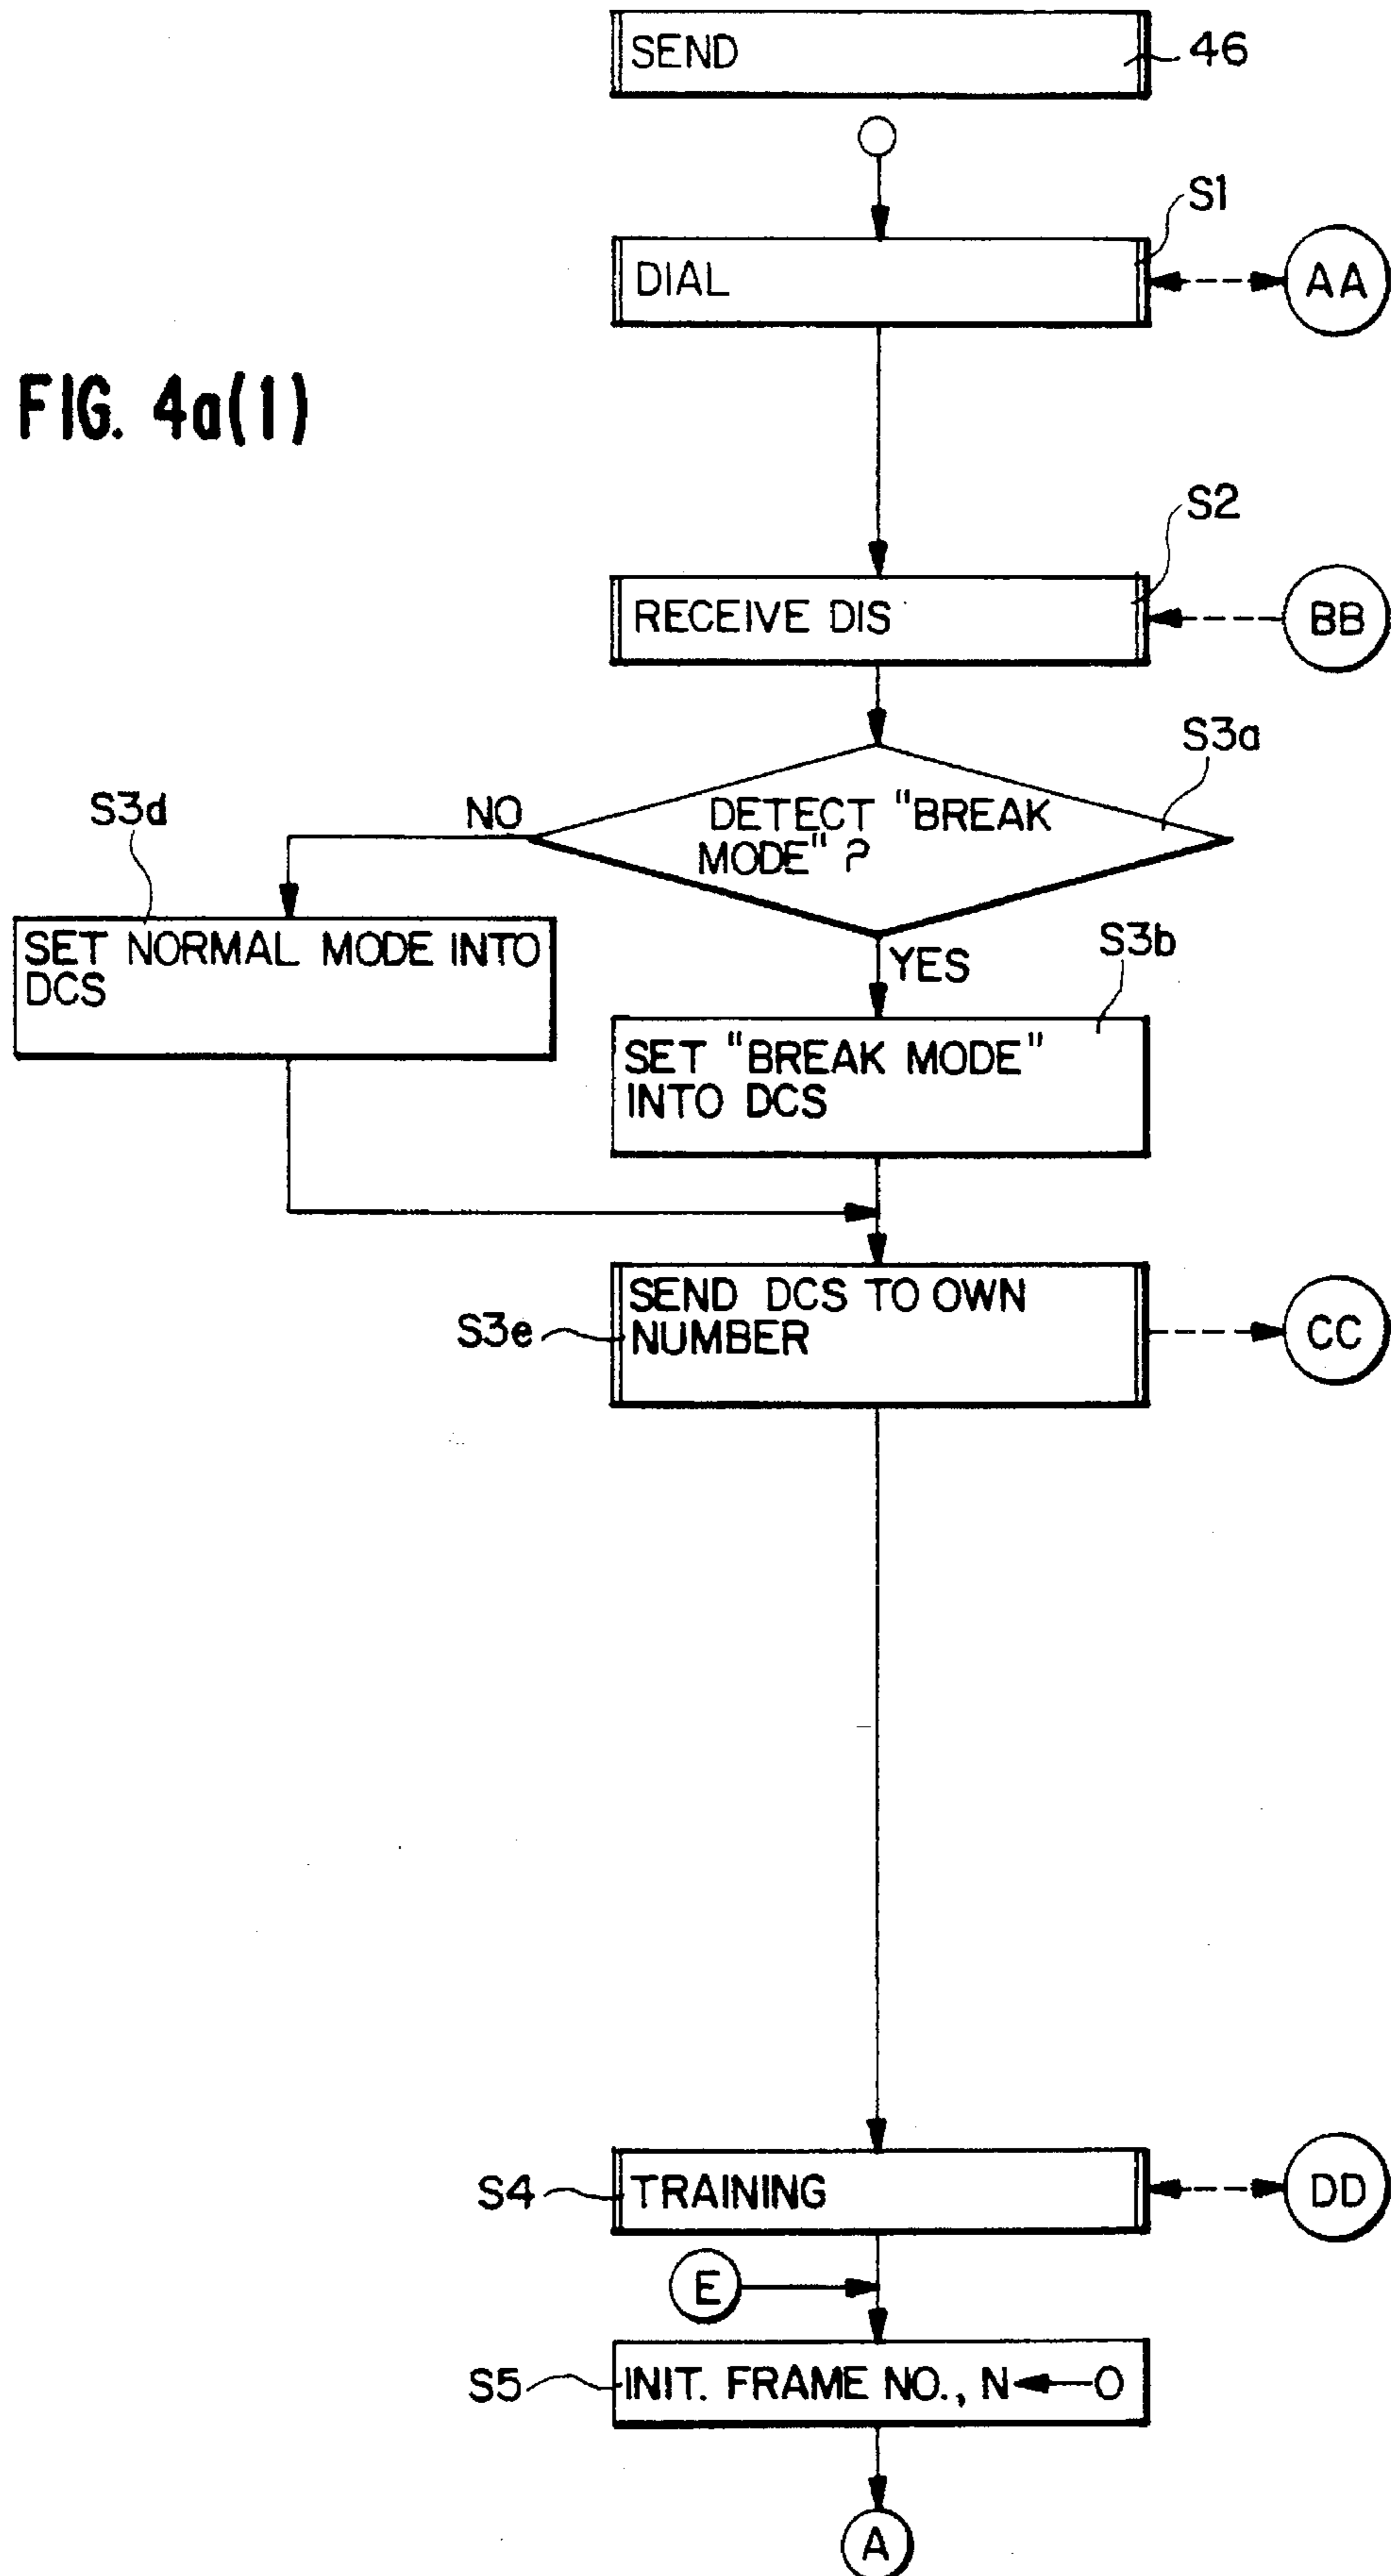 SEND
46
S1
DIAL
AA
FIG. 4a(1)
S2
RECEIVE DIS
BB
S3a
DETECT "BREAK
MODE" ?
NO
S3d
SET NORMAL MODE INTO
DCS
YES
S3b
SET "BREAK MODE"
INTO DCS
S3e
SEND DCS TO OWN
NUMBER
CC
S4
TRAINING
DD
E
S5
INIT. FRAME NO., N←0
A